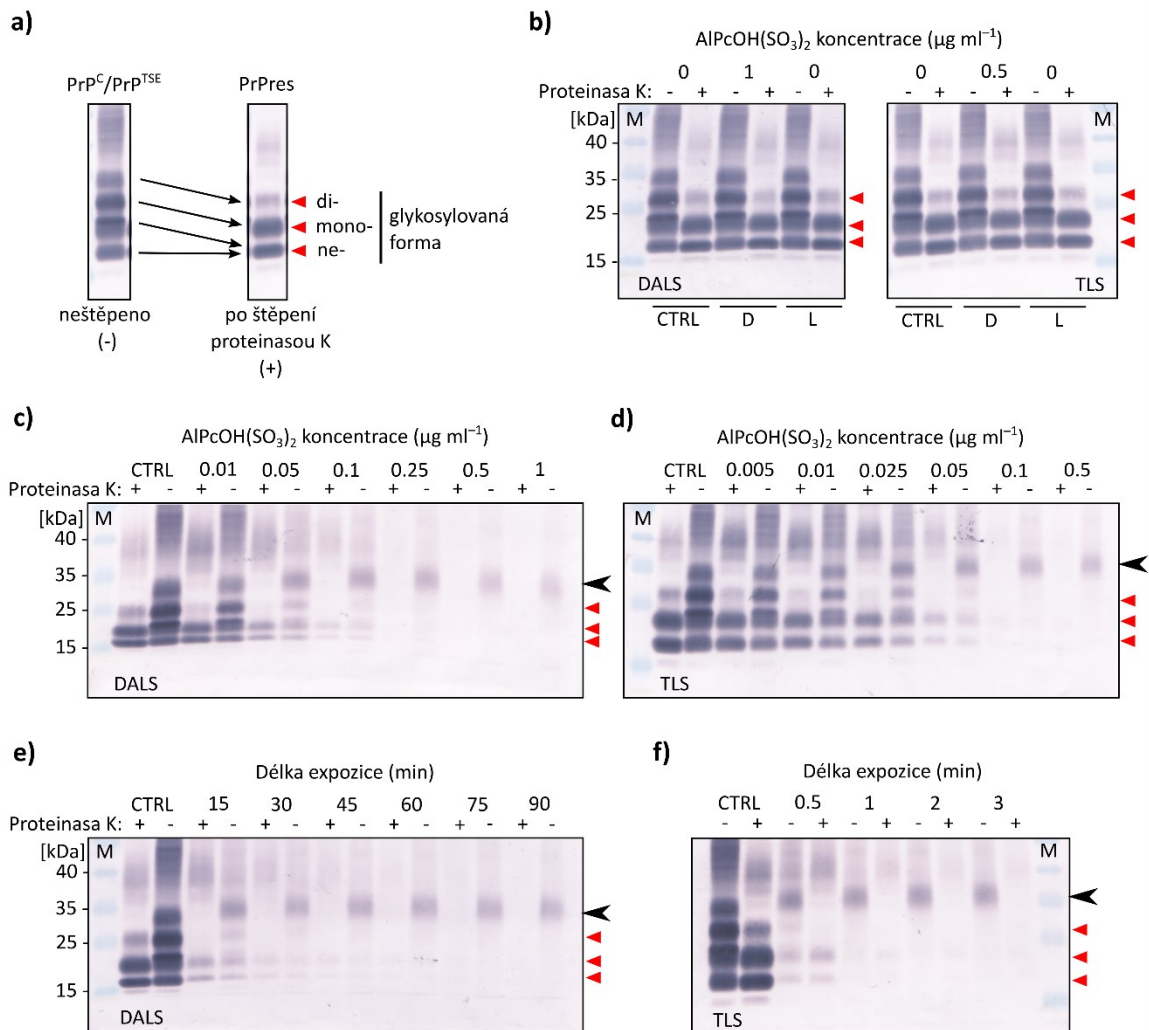 a)
PrP^C/PrP^TSE PrPres
di-
mono- glykosylovaná
ne- forma
neštěpeno po štěpení
(-) proteinasou K
(+)
b)
AlPcOH(SO₃)₂ koncentrace (µg ml⁻¹)
0 1 0 0 0.5 0
Proteinasa K: - + - + - + - + - + - +
[kDa] M M
40
35
25
15
DALS TLS
CTRL D L CTRL D L
c)
AlPcOH(SO₃)₂ koncentrace (µg ml⁻¹)
CTRL 0.01 0.05 0.1 0.25 0.5 1
Proteinasa K: + - + - + - + - + - + - + -
[kDa] M
40
35
25
15
DALS
d)
AlPcOH(SO₃)₂ koncentrace (µg ml⁻¹)
CTRL 0.005 0.01 0.025 0.05 0.1 0.5
+ - + - + - + - + - + - + -
M
TLS
e)
Délka expozice (min)
CTRL 15 30 45 60 75 90
Proteinasa K: + - + - + - + - + - + - + -
[kDa] M
40
35
25
15
DALS
f)
Délka expozice (min)
CTRL 0.5 1 2 3
- + - + - + - + - +
M
TLS